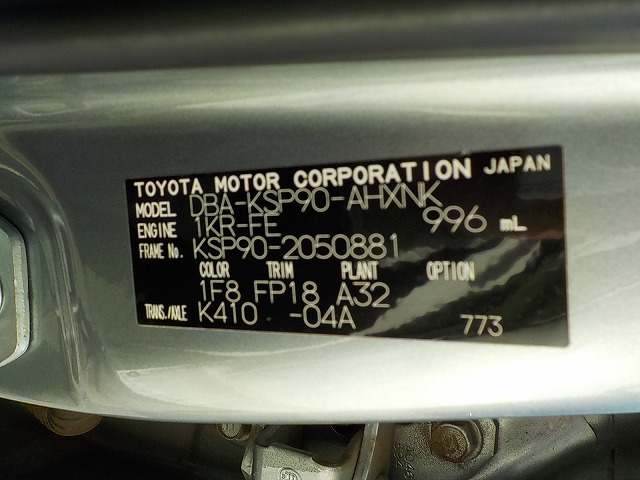 TOYOTA MOTOR CORPORATION JAPAN
MODEL DBA-KSP90-AHXNK
ENGINE 1KR-FE 996 mL
FRAME No. KSP90-2050881
COLOR TRIM PLANT OPTION
1F8 FP18 A32
TRANS./AXLE K410 -04A 773